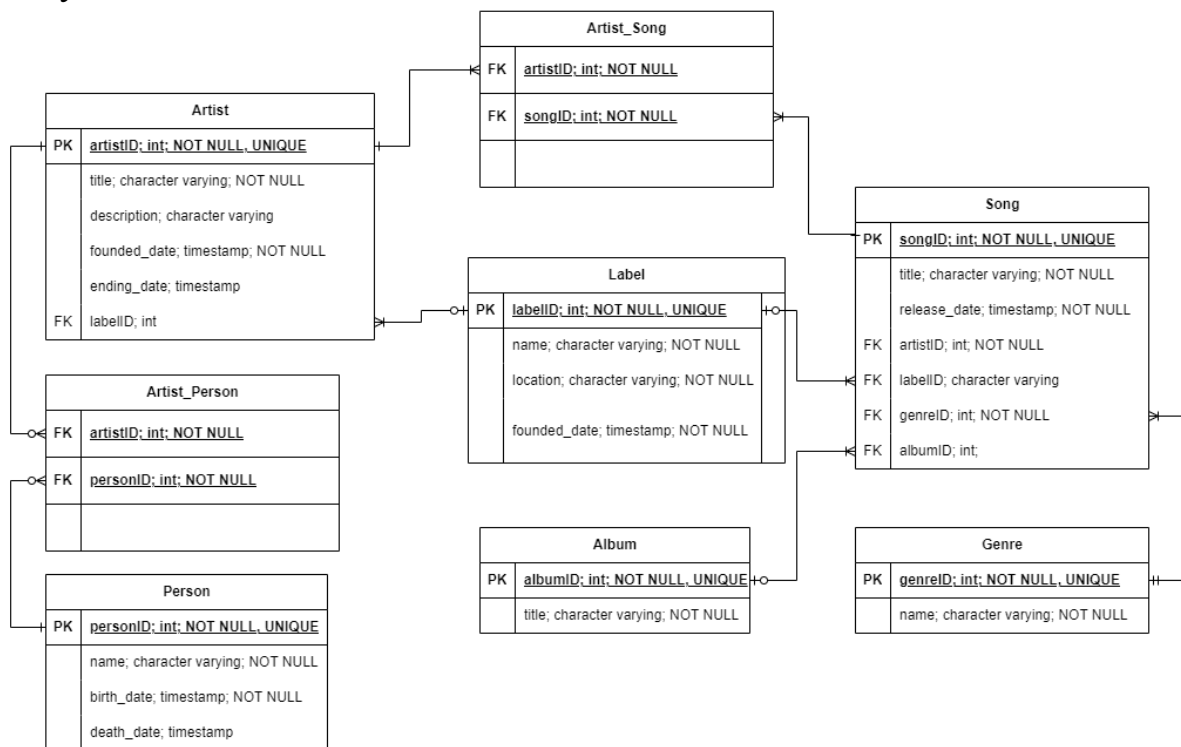 Artist_Song
FK artistID; int; NOT NULL
FK songID; int; NOT NULL
Artist
PK artistID; int; NOT NULL, UNIQUE
title; character varying; NOT NULL
description; character varying
founded_date; timestamp; NOT NULL
ending_date; timestamp
FK labelID; int
Label
PK labelID; int; NOT NULL, UNIQUE
name; character varying; NOT NULL
location; character varying; NOT NULL
founded_date; timestamp; NOT NULL
Song
PK songID; int; NOT NULL, UNIQUE
title; character varying; NOT NULL
release_date; timestamp; NOT NULL
FK artistID; int; NOT NULL
FK labelID; character varying
FK genreID; int; NOT NULL
FK albumID; int;
Artist_Person
FK artistID; int; NOT NULL
FK personID; int; NOT NULL
Person
PK personID; int; NOT NULL, UNIQUE
name; character varying; NOT NULL
birth_date; timestamp; NOT NULL
death_date; timestamp
Album
PK albumID; int; NOT NULL, UNIQUE
title; character varying; NOT NULL
Genre
PK genreID; int; NOT NULL, UNIQUE
name; character varying; NOT NULL